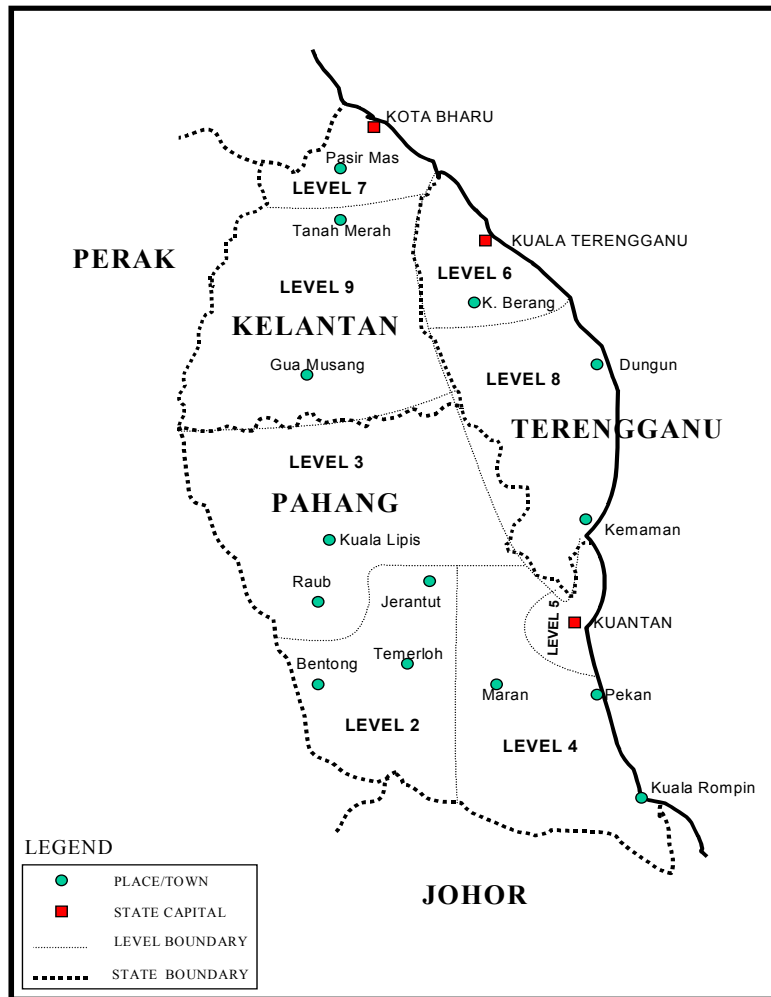 KOTA BHARU
Pasir Mas
LEVEL 7
Tanah Merah
KUALA TERENGGANU
PERAK
LEVEL 6
LEVEL 9
K. Berang
KELANTAN
Gua Musang
Dungun
LEVEL 8
TERENGGANU
LEVEL 3
PAHANG
Kemaman
Kuala Lipis
Raub
Jerantut
LEVEL 5
KUANTAN
Temerloh
Bentong
Maran
Pekan
LEVEL 2
LEVEL 4
Kuala Rompin
LEGEND
PLACE/TOWN
JOHOR
STATE CAPITAL
LEVEL BOUNDARY
STATE BOUNDARY